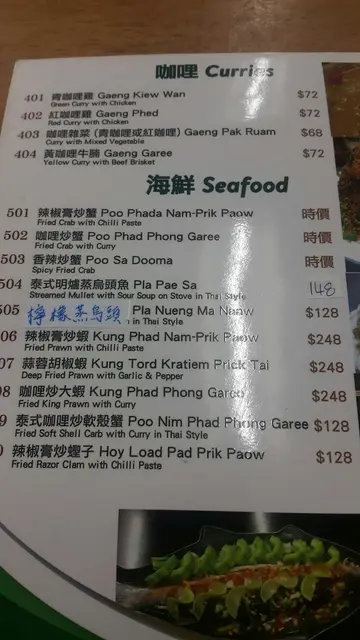 咖哩 Curries
401 青咖哩雞 Gaeng Kiew Wan $72
Green Curry with Chicken
402 紅咖哩雞 Gaeng Phed $72
Red Curry with Chicken
403 咖哩雜菜 (青咖哩或紅咖哩) Gaeng Pak Ruam $68
Curry with Mixed Vegetable
404 黃咖哩牛腩 Gaeng Garee $72
Yellow Curry with Beef Brisket
海鮮 Seafood
501 辣椒膏炒蟹 Poo Phada Nam-Prik Paow 時價
Fried Crab with Chilli Paste
502 咖哩炒蟹 Poo Phad Phong Garee 時價
Fried Crab with Curry
503 香辣炒蟹 Poo Sa Dooma 時價
Spicy Fried Crab
504 泰式明爐蒸烏頭魚 Pla Pae Sa 148
Streamed Mullet with Sour Soup on Stove in Thai Style
505 檸檬蒸烏頭 Pla Nueng Ma Naw $128
in Thai Style
06 辣椒膏炒蝦 Kung Phad Nam-Prik Paow $248
Fried Prawn with Chilli Paste
07 蒜蓉胡椒蝦 Kung Tord Kratiem Prick Tai $248
Deep Fried Prawn with Garlic & Pepper
08 咖哩炒大蝦 Kung Phad Phong Garee $248
Fried King Prawn with Curry
9 泰式咖哩炒軟殼蟹 Poo Nim Phad Phong Garee $128
Fried Soft Shell Carb with Curry in Thai Style
辣椒膏炒蟶子 Hoy Load Pad Prik Paow $128
Fried Razor Clam with Chilli Paste